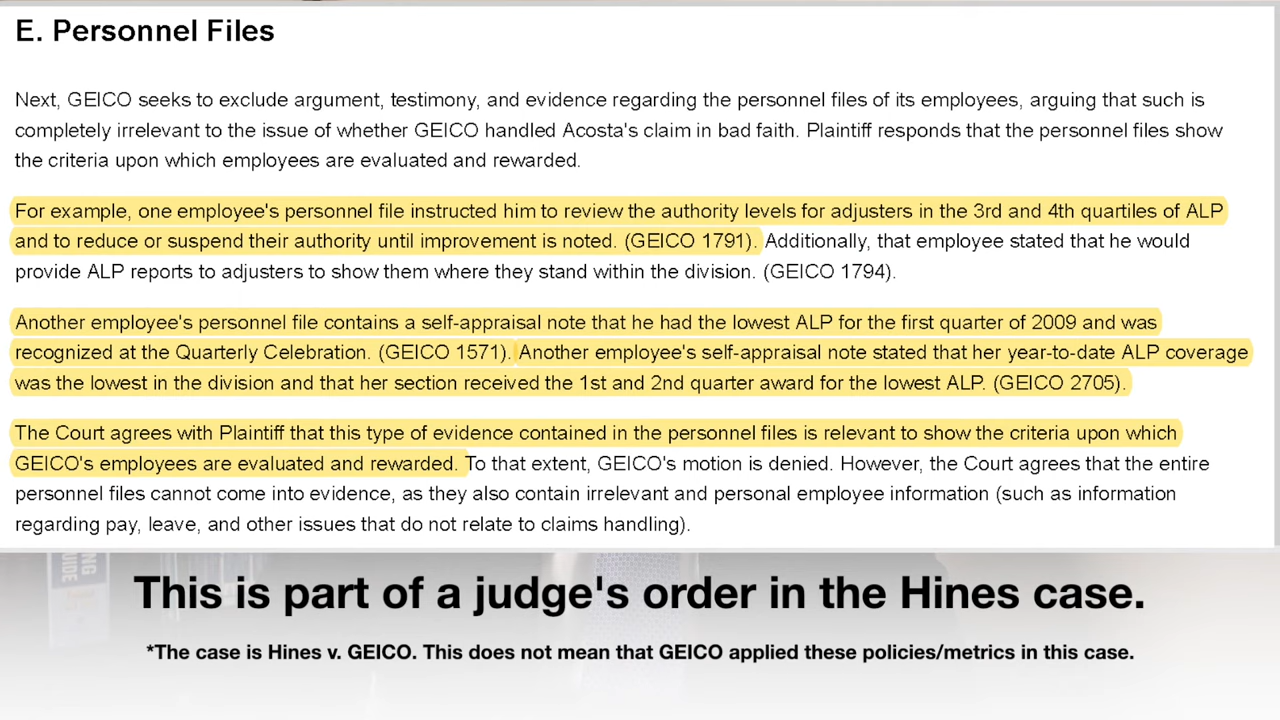 E. Personnel Files
Next, GEICO seeks to exclude argument, testimony, and evidence regarding the personnel files of its employees, arguing that such is
completely irrelevant to the issue of whether GEICO handled Acosta's claim in bad faith. Plaintiff responds that the personnel files show
the criteria upon which employees are evaluated and rewarded.
For example, one employee's personnel file instructed him to review the authority levels for adjusters in the 3rd and 4th quartiles of ALP
and to reduce or suspend their authority until improvement is noted. (GEICO 1791). Additionally, that employee stated that he would
provide ALP reports to adjusters to show them where they stand within the division. (GEICO 1794).
Another employee's personnel file contains a self-appraisal note that he had the lowest ALP for the first quarter of 2009 and was
recognized at the Quarterly Celebration. (GEICO 1571). Another employee's self-appraisal note stated that her year-to-date ALP coverage
was the lowest in the division and that her section received the 1st and 2nd quarter award for the lowest ALP. (GEICO 2705).
The Court agrees with Plaintiff that this type of evidence contained in the personnel files is relevant to show the criteria upon which
GEICO's employees are evaluated and rewarded. To that extent, GEICO's motion is denied. However, the Court agrees that the entire
personnel files cannot come into evidence, as they also contain irrelevant and personal employee information (such as information
regarding pay, leave, and other issues that do not relate to claims handling).
This is part of a judge's order in the Hines case.
*The case is Hines v. GEICO. This does not mean that GEICO applied these policies/metrics in this case.